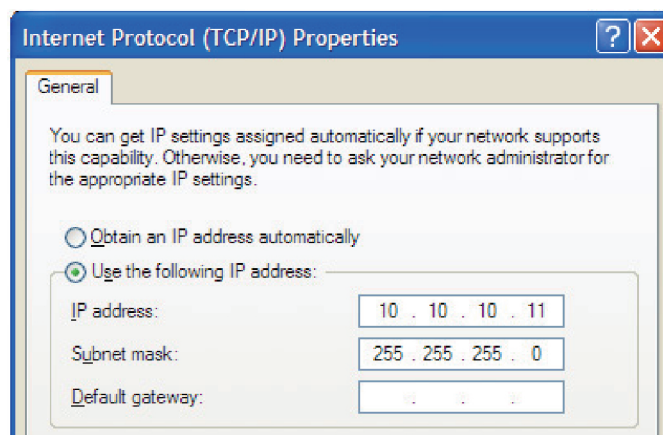 Internet Protocol (TCP/IP) Properties
General
You can get IP settings assigned automatically if your network supports
this capability. Otherwise, you need to ask your network administrator for
the appropriate IP settings.
Obtain an IP address automatically
Use the following IP address:
IP address: 10 . 10 . 10 . 11
Subnet mask: 255 . 255 . 255 . 0
Default gateway: . . .